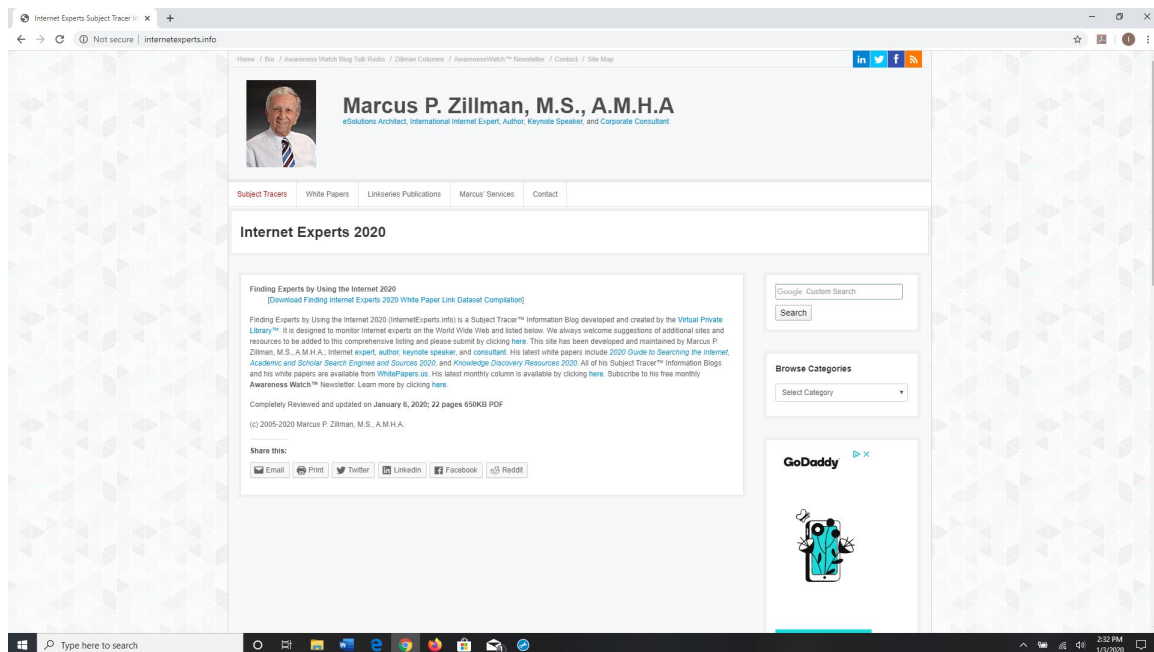 Internet Experts Subject Tracer In
Not secure | internetexperts.info
Home / Bio / Awareness Watch Blog Talk Radio / Zillman Columns / AwarenessWatch™ Newsletter / Contact / Site Map
Marcus P. Zillman, M.S., A.M.H.A
eSolutions Architect, International Internet Expert, Author, Keynote Speaker, and Corporate Consultant
Subject Tracers White Papers Linkseries Publications Marcus' Services Contact
Internet Experts 2020
Finding Experts by Using the Internet 2020
[Download Finding Internet Experts 2020 White Paper Link Dataset Compilation]
Finding Experts by Using the Internet 2020 (InternetExperts.info) is a Subject Tracer™ Information Blog developed and created by the Virtual Private
Library™. It is designed to monitor Internet experts on the World Wide Web and listed below. We always welcome suggestions of additional sites and
resources to be added to this comprehensive listing and please submit by clicking here. This site has been developed and maintained by Marcus P.
Zillman, M.S., A.M.H.A.; Internet expert, author, keynote speaker, and consultant. His latest white papers include 2020 Guide to Searching the Internet,
Academic and Scholar Search Engines and Sources 2020, and Knowledge Discovery Resources 2020. All of his Subject Tracer™ Information Blogs
and his white papers are available from WhitePapers.us. His latest monthly column is available by clicking here. Subscribe to his free monthly
Awareness Watch™ Newsletter. Learn more by clicking here.
Completely Reviewed and updated on January 6, 2020; 22 pages 650KB PDF
(c) 2005-2020 Marcus P. Zillman, M.S., A.M.H.A.
Share this:
Email Print Twitter LinkedIn Facebook Reddit
Google Custom Search
Search
Browse Categories
Select Category
GoDaddy
Type here to search
2:32 PM
1/3/2020